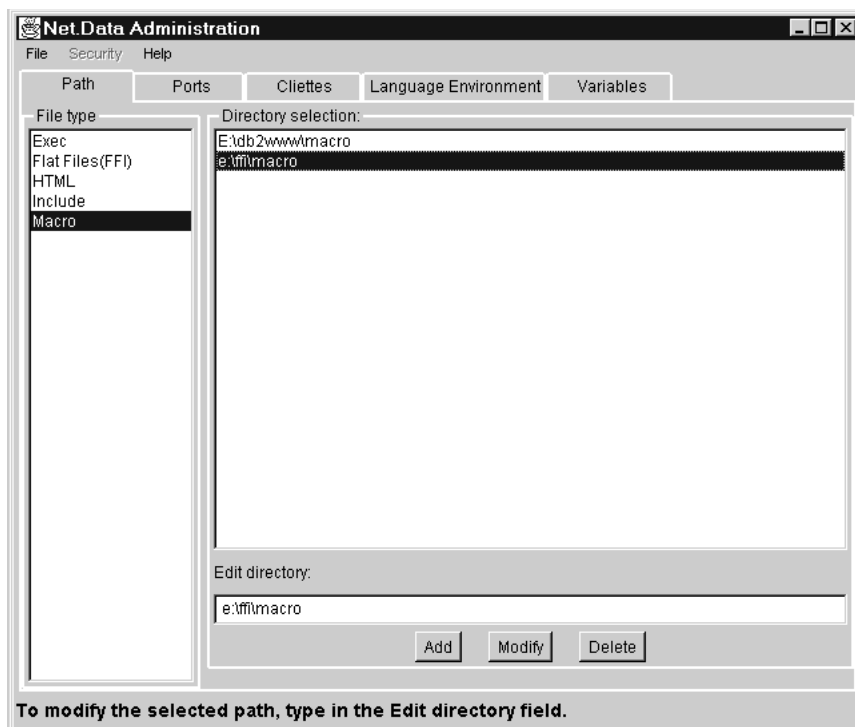 Net.Data Administration
File Security Help
Path Ports Cliettes Language Environment Variables
File type
Exec
Flat Files(FFI)
HTML
Include
Macro
Directory selection:
E:\db2www\macro
e:\ffi\macro
Edit directory:
e:\ffi\macro
Add Modify Delete
To modify the selected path, type in the Edit directory field.